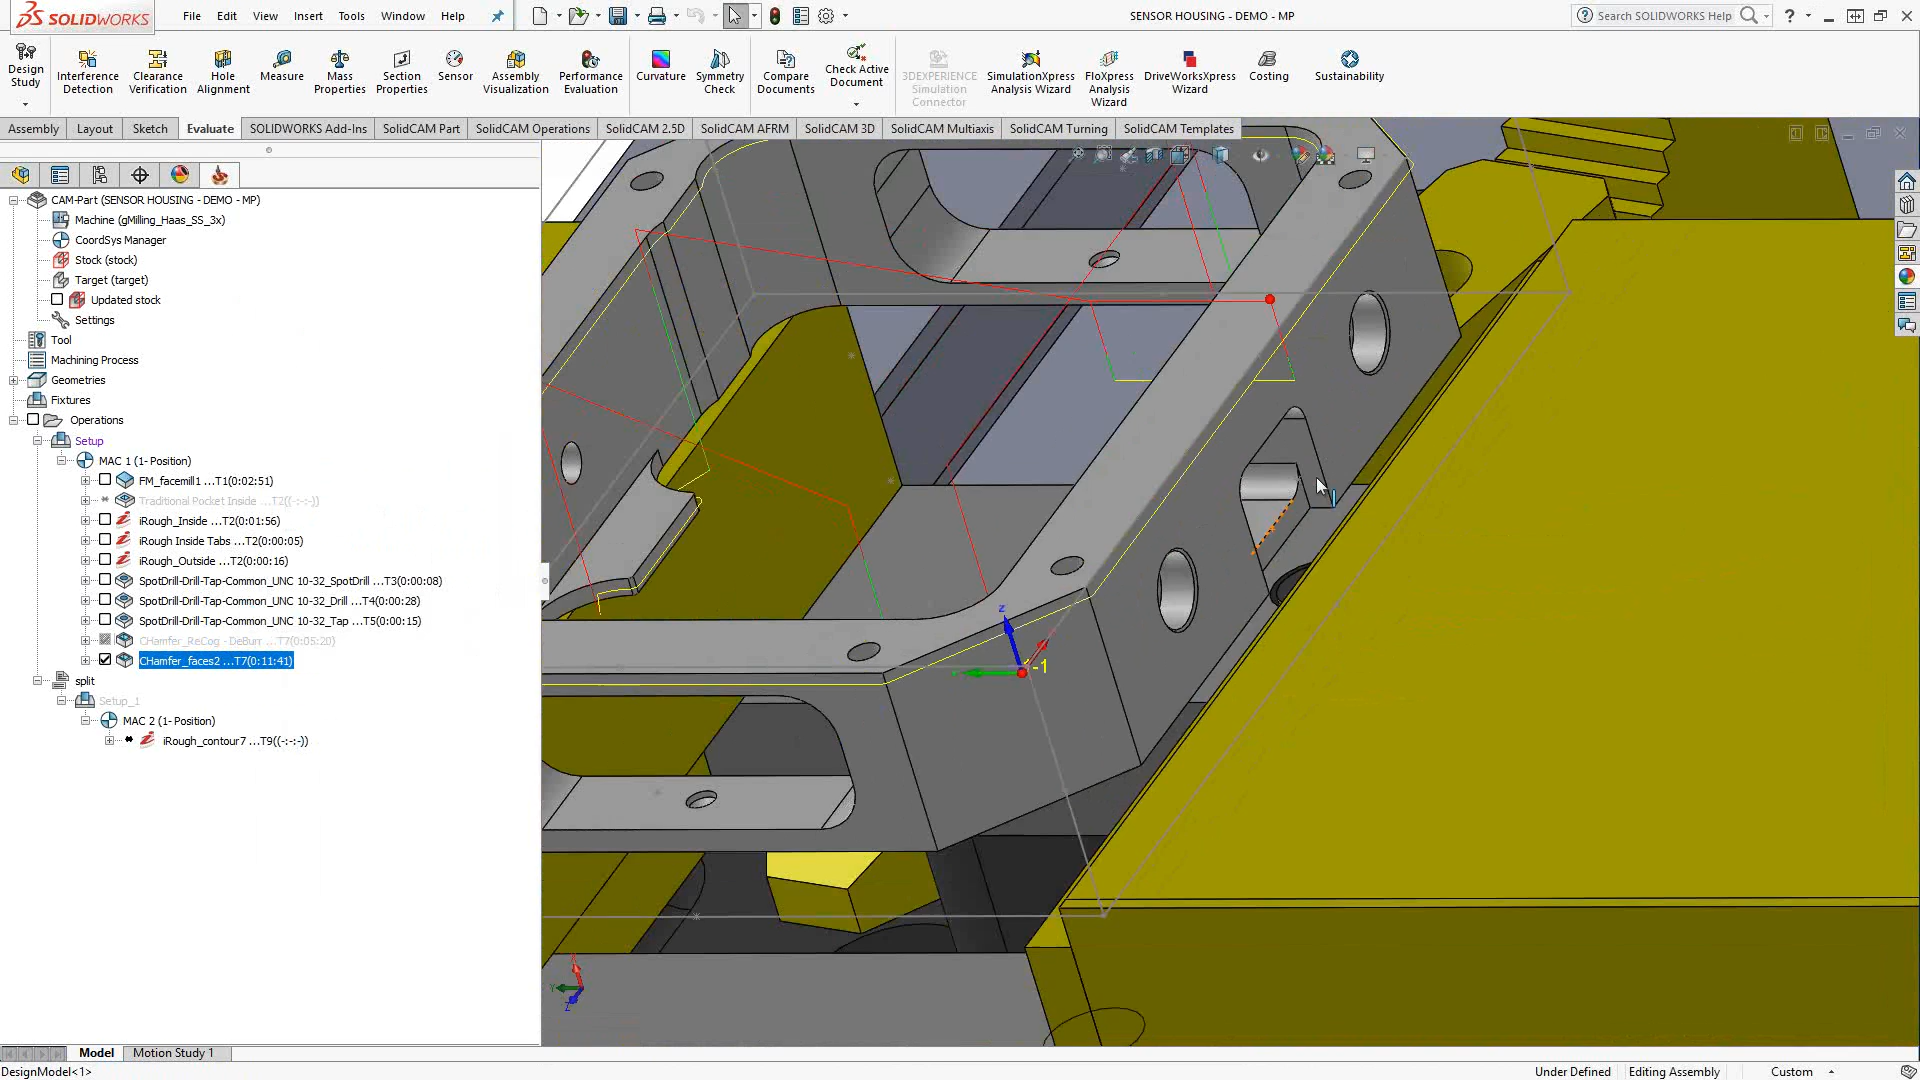 SOLIDWORKS
File Edit View Insert Tools Window Help
SENSOR HOUSING - DEMO - MP
Search SOLIDWORKS Help
Design Study
Interference Detection
Clearance Verification
Hole Alignment
Measure
Mass Properties
Section Properties
Sensor
Assembly Visualization
Performance Evaluation
Curvature
Symmetry Check
Compare Documents
Check Active Document
3DEXPERIENCE Simulation Connector
SimulationXpress Analysis Wizard
FloXpress Analysis Wizard
DriveWorksXpress Wizard
Costing
Sustainability
Assembly Layout Sketch Evaluate SOLIDWORKS Add-Ins SolidCAM Part SolidCAM Operations SolidCAM 2.5D SolidCAM AFRM SolidCAM 3D SolidCAM Multiaxis SolidCAM Turning SolidCAM Templates
CAM-Part (SENSOR HOUSING - DEMO - MP)
Machine (gMilling_Haas_SS_3x)
CoordSys Manager
Stock (stock)
Target (target)
Updated stock
Settings
Tool
Machining Process
Geometries
Fixtures
Operations
Setup
MAC 1 (1- Position)
FM_facemill1 ...T1(0:02:51)
Traditional Pocket Inside ...T2((-:-:-))
iRough_Inside ...T2(0:01:56)
iRough Inside Tabs ...T2(0:00:05)
iRough_Outside ...T2(0:00:16)
SpotDrill-Drill-Tap-Common_UNC 10-32_SpotDrill ...T3(0:00:08)
SpotDrill-Drill-Tap-Common_UNC 10-32_Drill ...T4(0:00:28)
SpotDrill-Drill-Tap-Common_UNC 10-32_Tap ...T5(0:00:15)
CHamfer_ReCog - DeBurr ...T7(0:05:20)
CHamfer_faces2 ...T7(0:11:41)
split
Setup_1
MAC 2 (1- Position)
iRough_contour7 ...T9((-:-:-))
Z
-1
Y
Z
Model Motion Study 1
DesignModel<1>
Under Defined Editing Assembly Custom